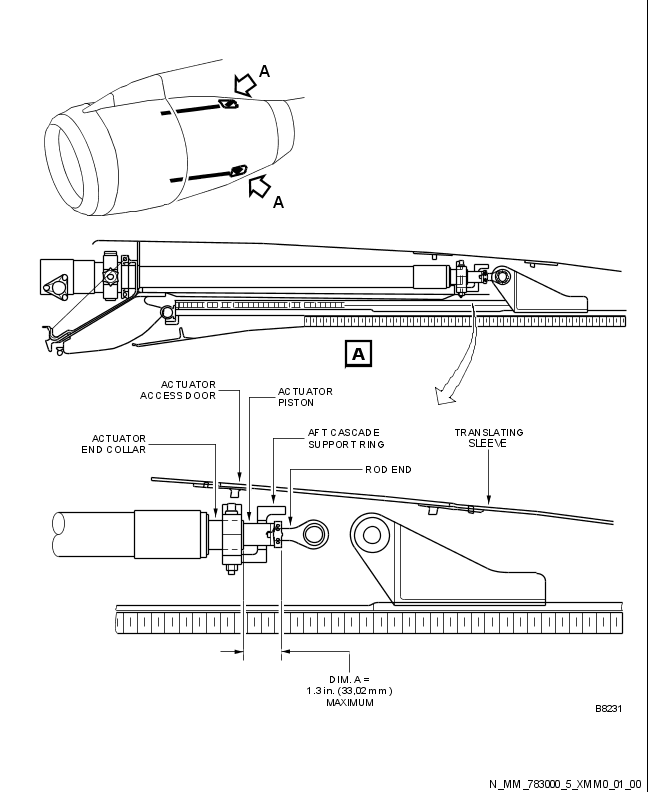 A
A
A
ACTUATOR
ACCESS DOOR
ACTUATOR
PISTON
ACTUATOR
END COLLAR
AFT CASCADE
SUPPORT RING
TRANSLATING
SLEEVE
ROD END
DIM. A =
1.3 in. (33,02 mm)
MAXIMUM
B8231
N_MM_783000_5_XMM0_01_00